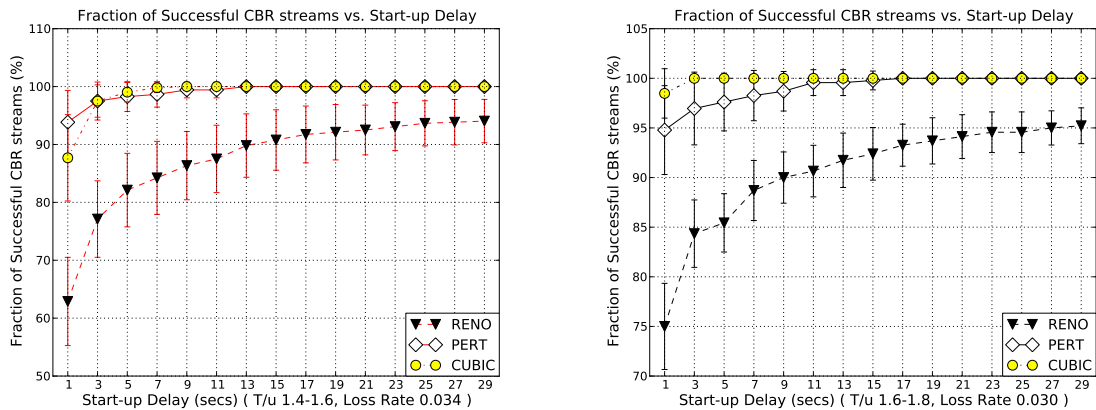 Fraction of Successful CBR streams vs. Start-up Delay
Fraction of Successful CBR streams (%)
110
100
90
80
70
60
50
1 3 5 7 9 11 13 15 17 19 21 23 25 27 29
Start-up Delay (secs) ( T/u 1.4-1.6, Loss Rate 0.034 )
RENO
PERT
CUBIC
Fraction of Successful CBR streams vs. Start-up Delay
Fraction of Successful CBR streams (%)
105
100
95
90
85
80
75
70
1 3 5 7 9 11 13 15 17 19 21 23 25 27 29
Start-up Delay (secs) ( T/u 1.6-1.8, Loss Rate 0.030 )
RENO
PERT
CUBIC